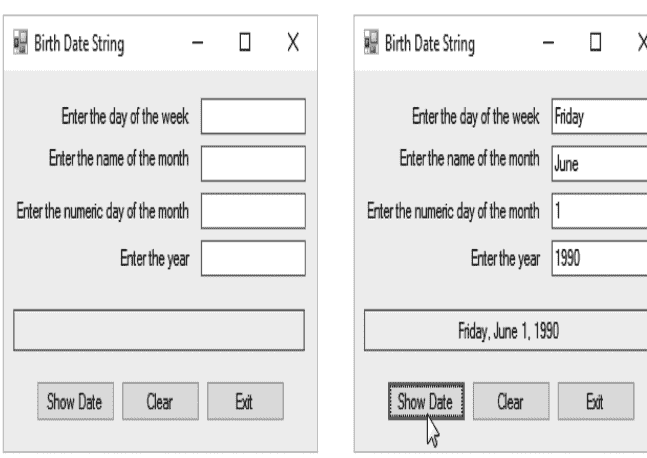 Birth Date String
Enter the day of the week
Enter the name of the month
Enter the numeric day of the month
Enter the year
Show Date Clear Exit
Birth Date String
Enter the day of the week Friday
Enter the name of the month June
Enter the numeric day of the month 1
Enter the year 1990
Friday, June 1, 1990
Show Date Clear Exit